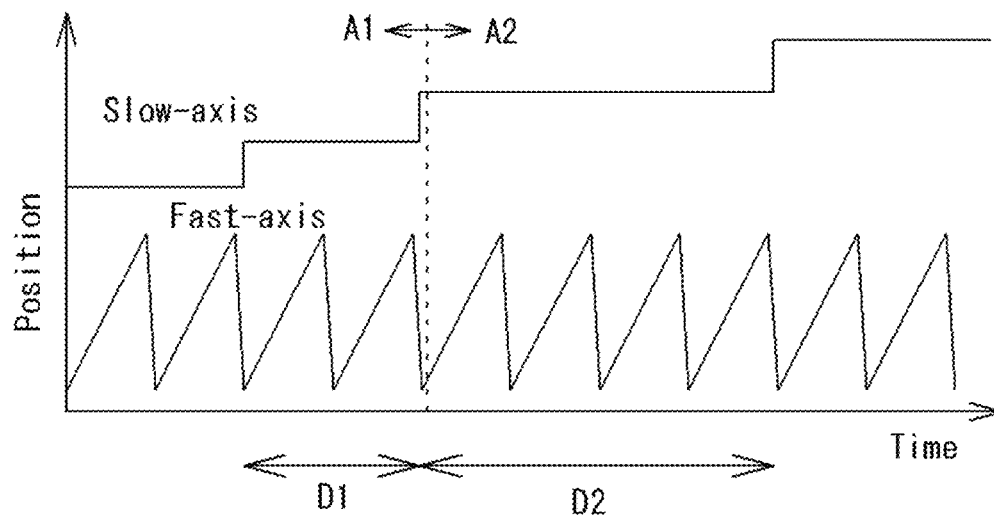 A1 A2
Slow-axis
Fast-axis
Position
Time
D1 D2